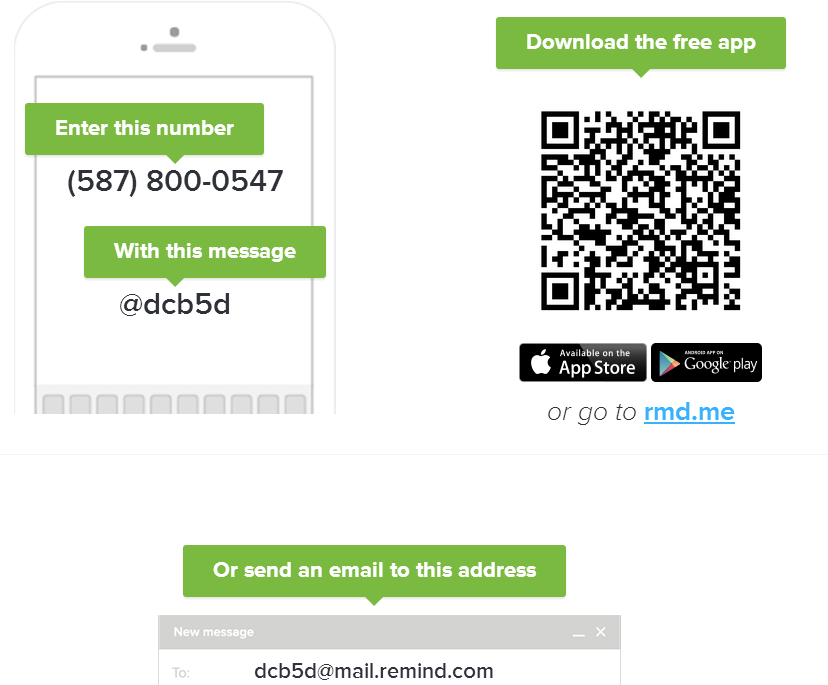 Enter this number
(587) 800-0547
With this message
@dcb5d
Download the free app
Available on the
App Store
ANDROID APP ON
Google play
or go to rmd.me
Or send an email to this address
New message
To: dcb5d@mail.remind.com